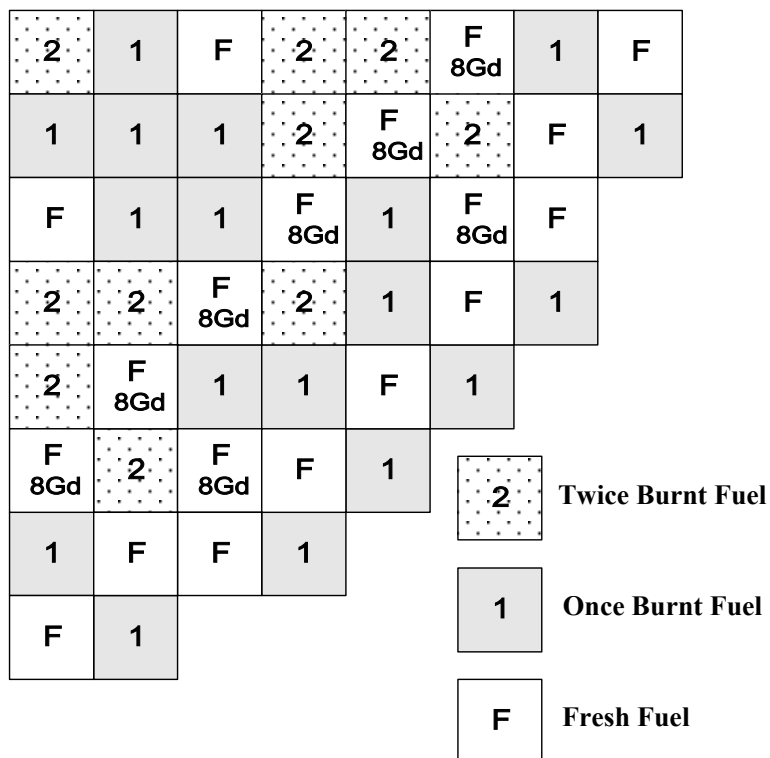 2 1 F 2 2 F 8Gd 1 F
1 1 1 2 F 8Gd 2 F 1
F 1 1 F 8Gd 1 F 8Gd F
2 2 F 8Gd 2 1 F 1
2 F 8Gd 1 1 F 1
F 8Gd 2 F 8Gd F 1
1 F F 1
F 1
2 Twice Burnt Fuel
1 Once Burnt Fuel
F Fresh Fuel